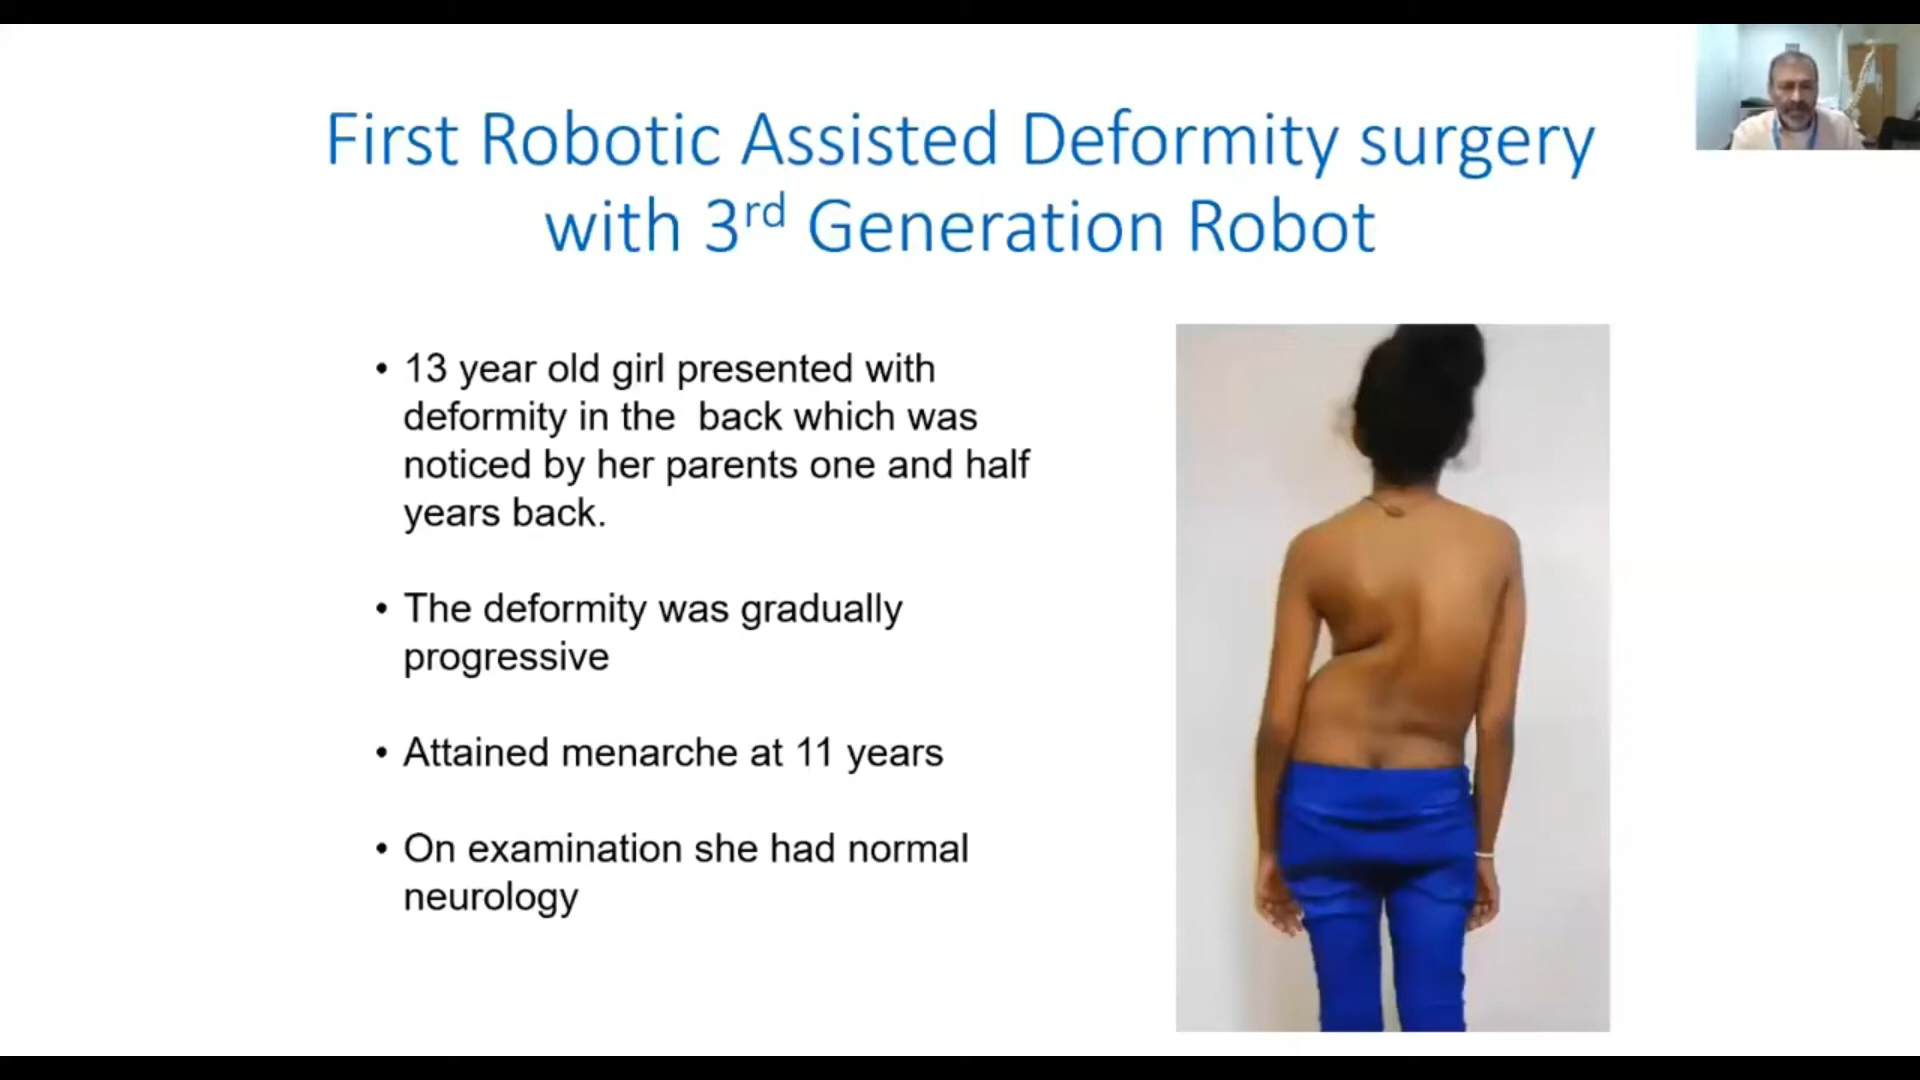 First Robotic Assisted Deformity surgery
with 3rd Generation Robot
• 13 year old girl presented with
deformity in the  back which was
noticed by her parents one and half
years back.
• The deformity was gradually
progressive
• Attained menarche at 11 years
• On examination she had normal
neurology